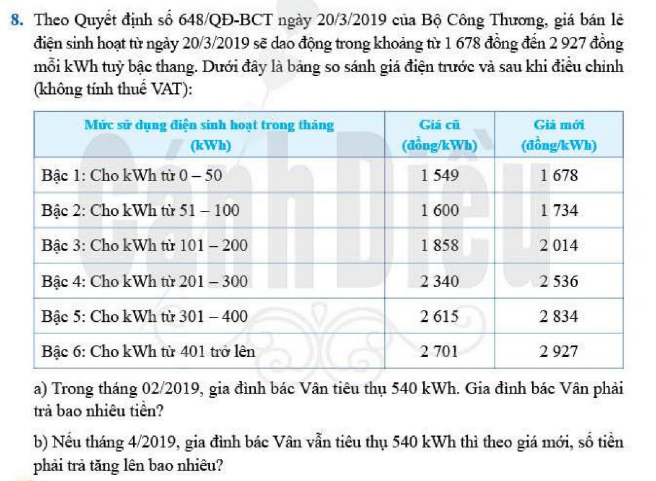 8. Theo Quyết định số 648/QĐ-BCT ngày 20/3/2019 của Bộ Công Thương, giá bán lẻ
điện sinh hoạt từ ngày 20/3/2019 sẽ dao động trong khoảng từ 1 678 đồng đến 2 927 đồng
mỗi kWh tuỳ bậc thang. Dưới đây là bảng so sánh giá điện trước và sau khi điều chỉnh
(không tính thuế VAT):
Mức sử dụng điện sinh hoạt trong tháng (kWh) Giá cũ (đồng/kWh) Giá mới (đồng/kWh)
Bậc 1: Cho kWh từ 0 – 50 1 549 1 678
Bậc 2: Cho kWh từ 51 – 100 1 600 1 734
Bậc 3: Cho kWh từ 101 – 200 1 858 2 014
Bậc 4: Cho kWh từ 201 – 300 2 340 2 536
Bậc 5: Cho kWh từ 301 – 400 2 615 2 834
Bậc 6: Cho kWh từ 401 trở lên 2 701 2 927
Cánh Diều
a) Trong tháng 02/2019, gia đình bác Vân tiêu thụ 540 kWh. Gia đình bác Vân phải
trả bao nhiêu tiền?
b) Nếu tháng 4/2019, gia đình bác Vân vẫn tiêu thụ 540 kWh thì theo giá mới, số tiền
phải trả tăng lên bao nhiêu?